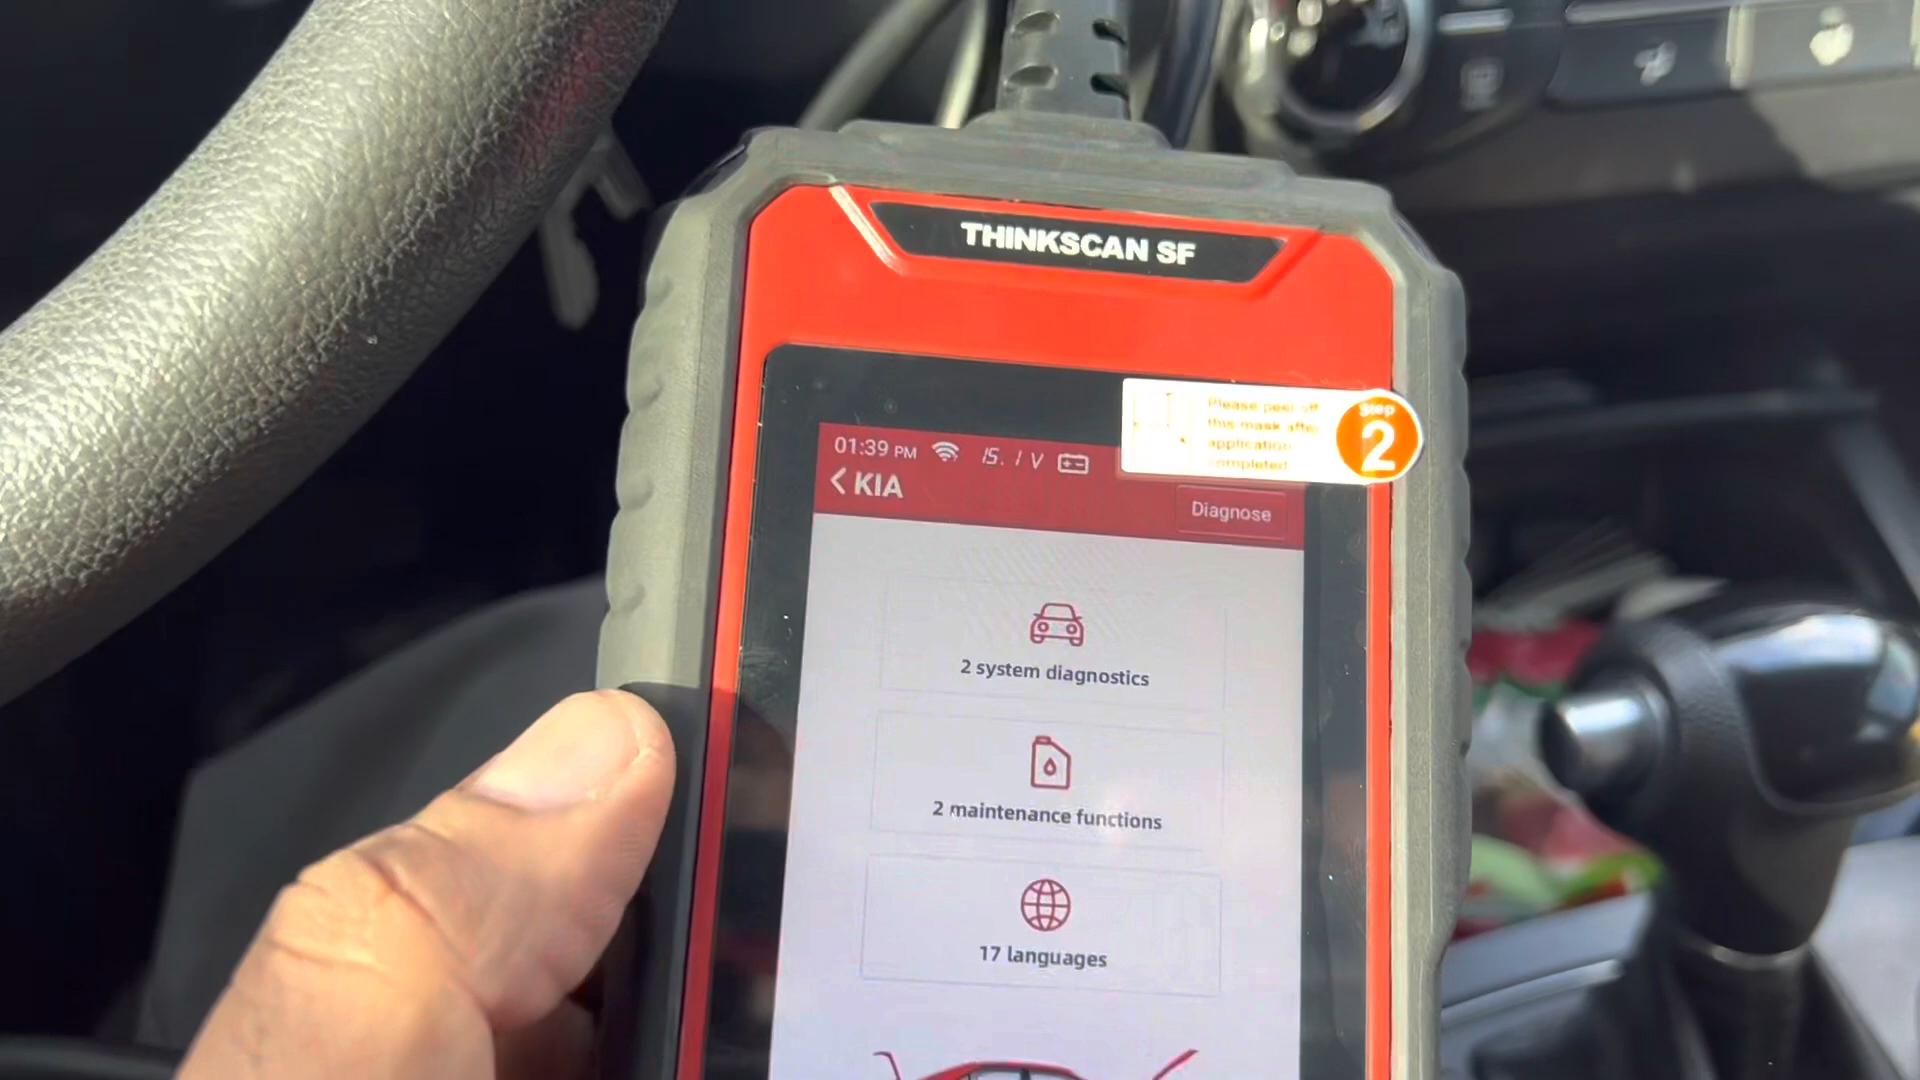 THINKSCAN SF
Please peel off
this mask after
application
completed
Step
2
01:39 PM 15.1V
KIA
Diagnose
2 system diagnostics
2 maintenance functions
17 languages